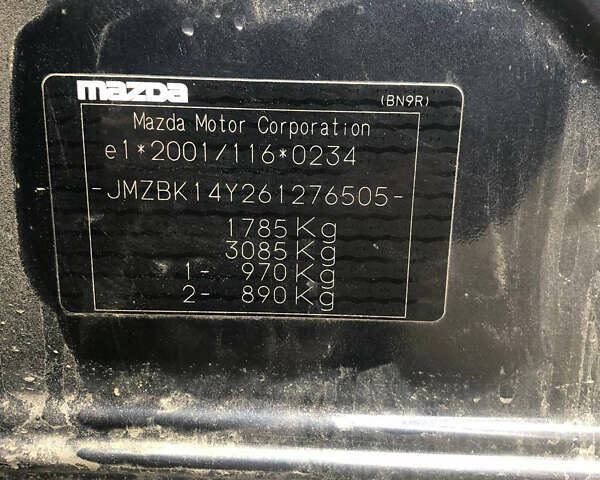 mazda (BN9R)
Mazda Motor Corporation
e1*2001/116*0234
-JMZBK14Y261276505-
1785 Kg
3085 Kg
1- 970 Kg
2- 890 Kg